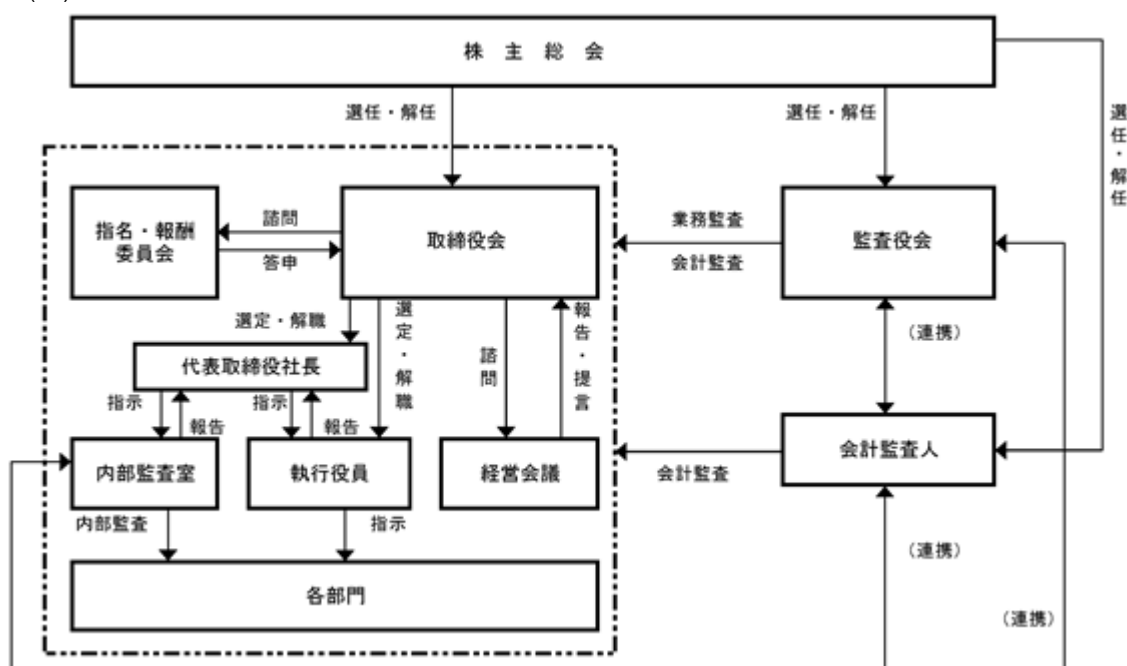 株主総会
選任・解任
選任・解任
選任・解任
指名・報酬
委員会
諮問
答申
取締役会
業務監査
会計監査
監査役会
選定・解職
選定・解職
諮問
報告・提言
（連携）
代表取締役社長
指示
報告
指示
報告
内部監査室
執行役員
経営会議
会計監査
会計監査人
内部監査
指示
（連携）
各部門
（連携）